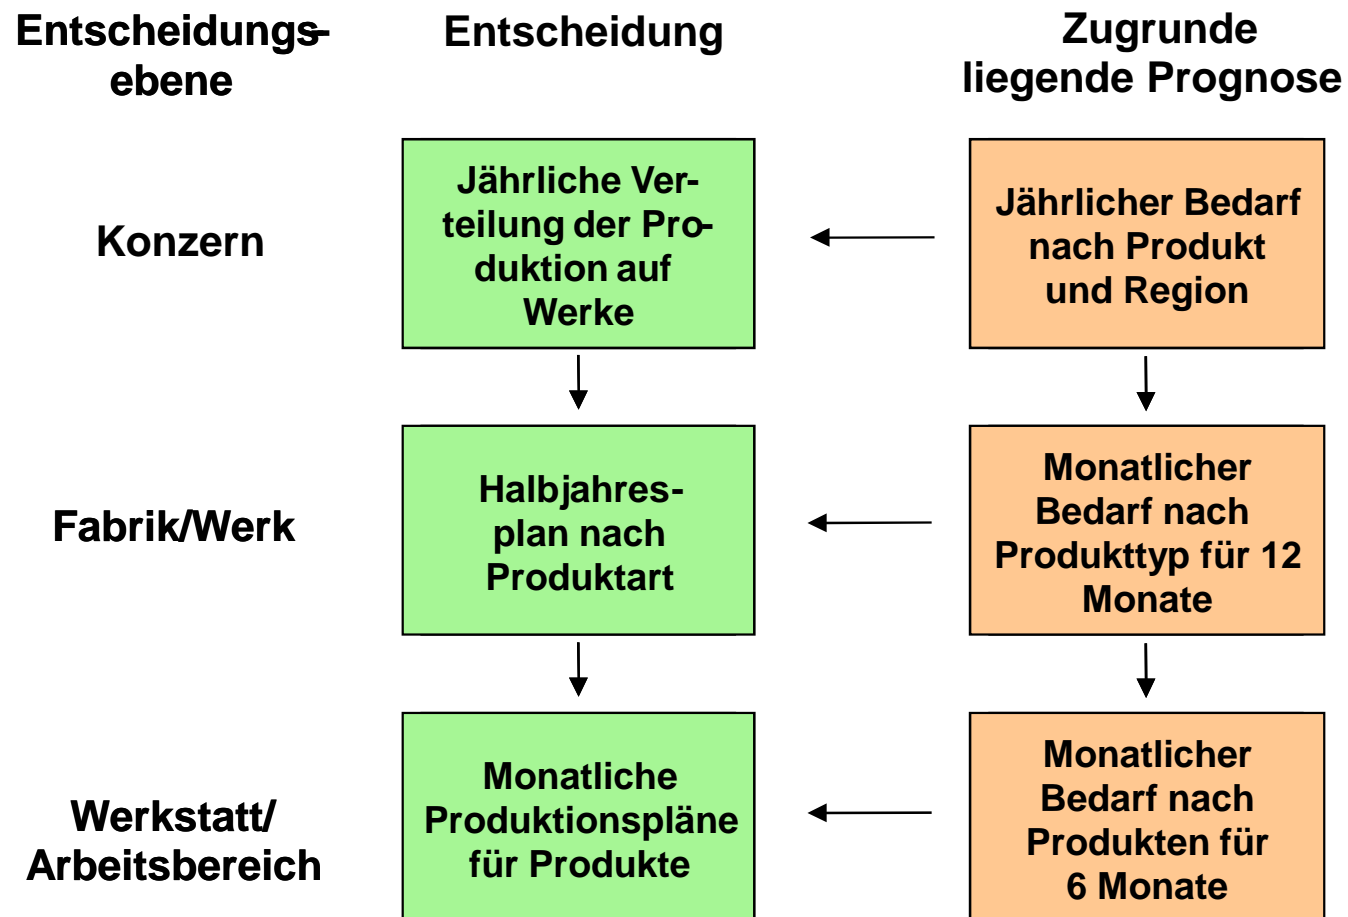 Entscheidungs-
ebene
Entscheidung
Zugrunde
liegende Prognose
Konzern
Jährliche Ver-
teilung der Pro-
duktion auf
Werke
Jährlicher Bedarf
nach Produkt
und Region
Fabrik/Werk
Halbjahres-
plan nach
Produktart
Monatlicher
Bedarf nach
Produkttyp für 12
Monate
Werkstatt/
Arbeitsbereich
Monatliche
Produktionspläne
für Produkte
Monatlicher
Bedarf nach
Produkten für
6 Monate